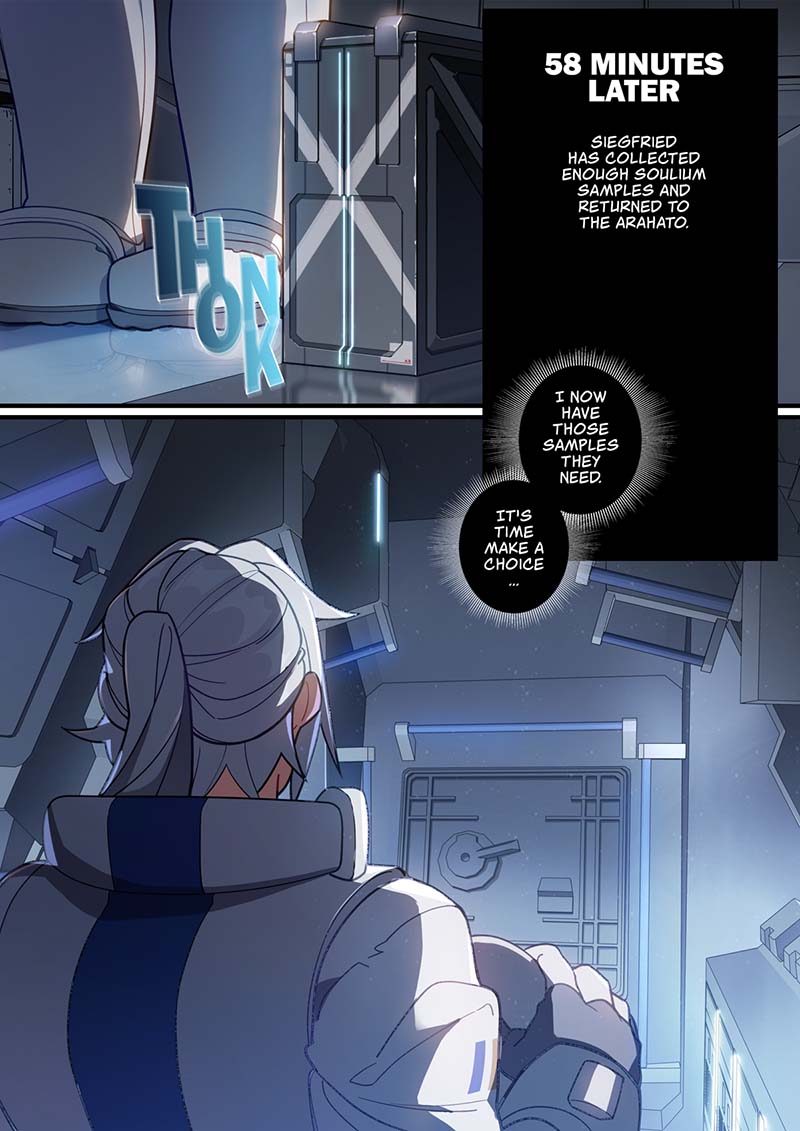 58 MINUTES
LATER
SIEGFRIED
HAS COLLECTED
ENOUGH SOULIUM
SAMPLES AND
RETURNED TO
THE ARAHATO.
THONK
I NOW
HAVE
THOSE
SAMPLES
THEY
NEED.
IT'S
TIME
MAKE A
CHOICE
...